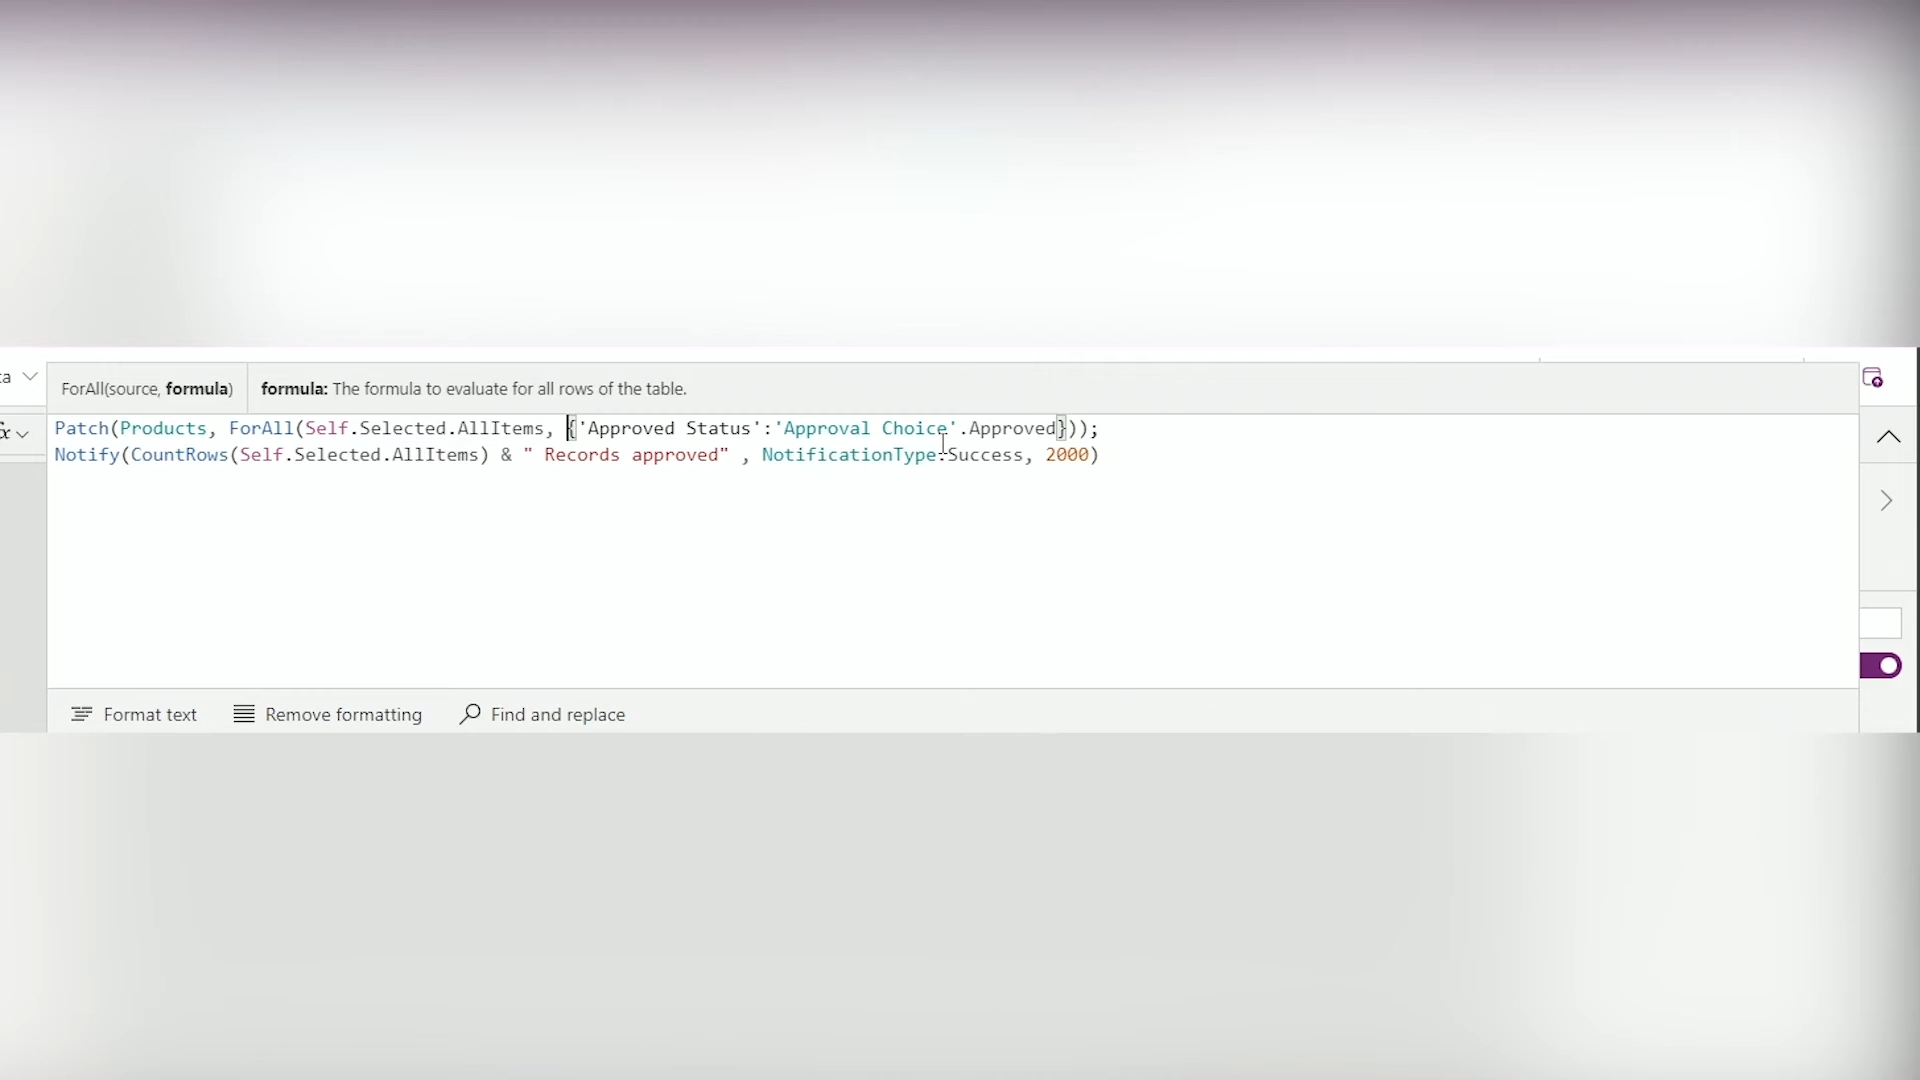 ta
ForAll(source, formula) formula: The formula to evaluate for all rows of the table.
fx
Patch(Products, ForAll(Self.Selected.AllItems, {'Approved Status':'Approval Choice'.Approved}));
Notify(CountRows(Self.Selected.AllItems) & " Records approved" , NotificationType.Success, 2000)
Format text Remove formatting Find and replace